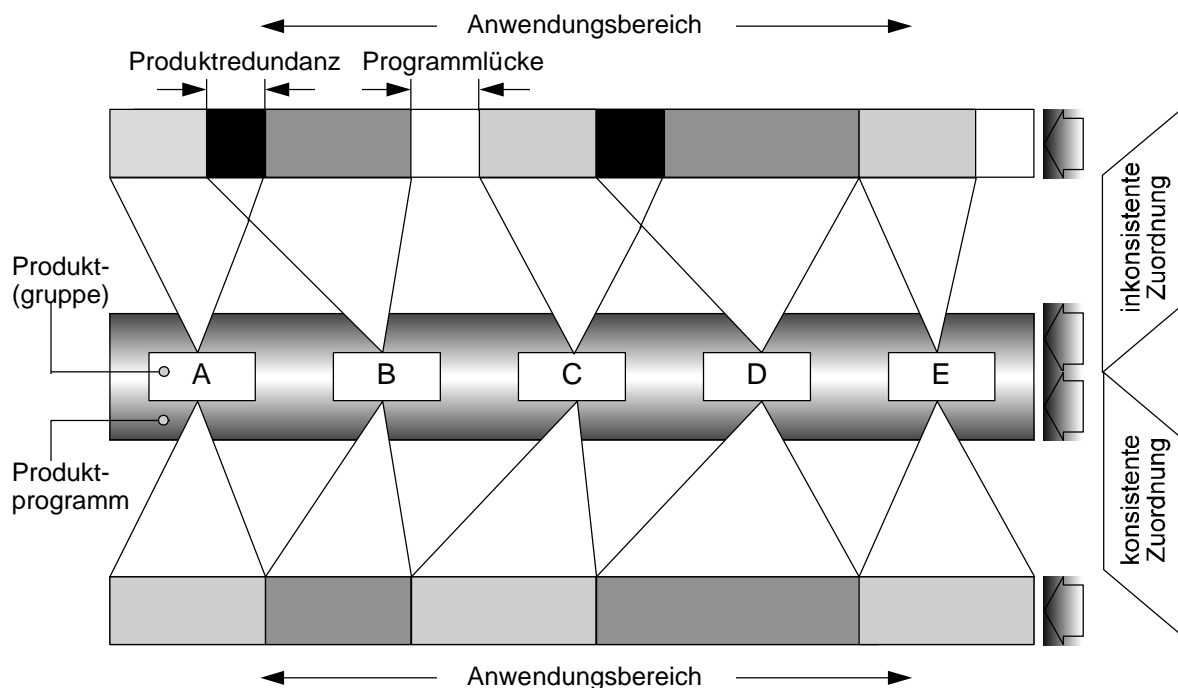 Anwendungsbereich
Produktredundanz
Programmlücke
inkonsistente
Zuordnung
Produkt-
(gruppe)
A
B
C
D
E
Produkt-
programm
konsistente
Zuordnung
Anwendungsbereich